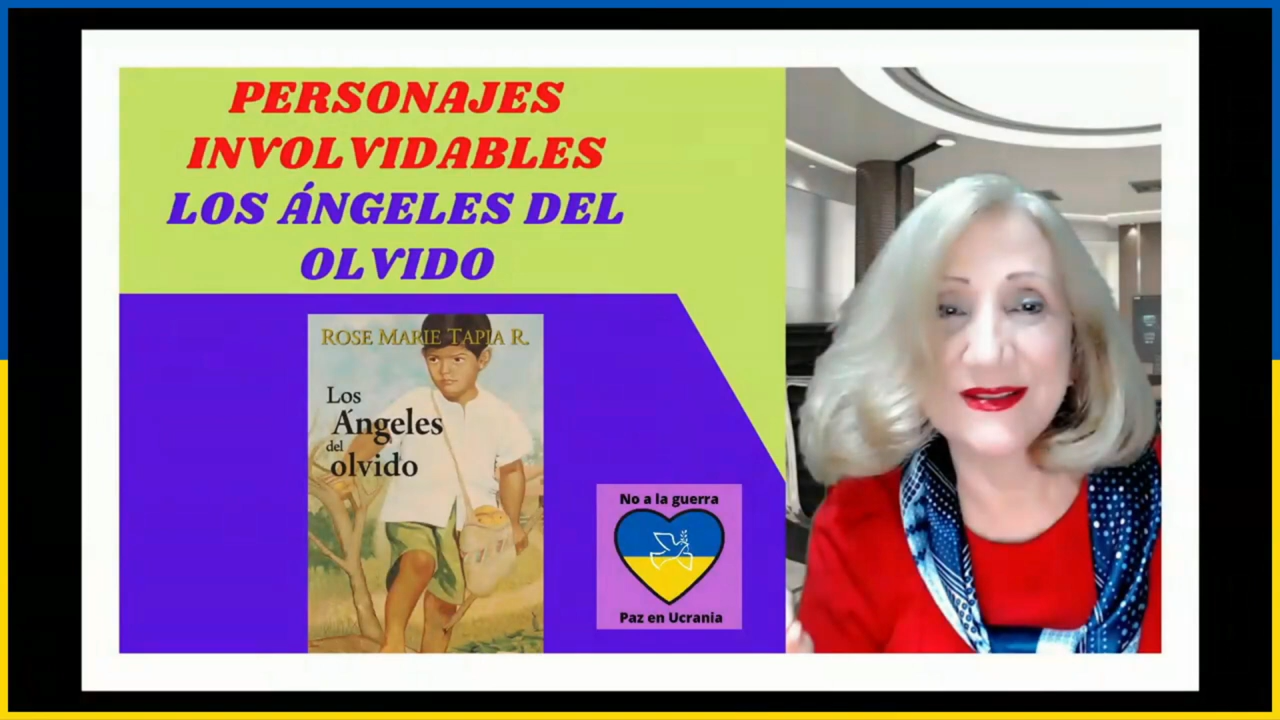 PERSONAJES
INVOLVIDABLES
LOS ÁNGELES DEL
OLVIDO
ROSE MARIE TAPIA R.
Los
Ángeles
del
olvido
No a la guerra
Paz en Ucrania